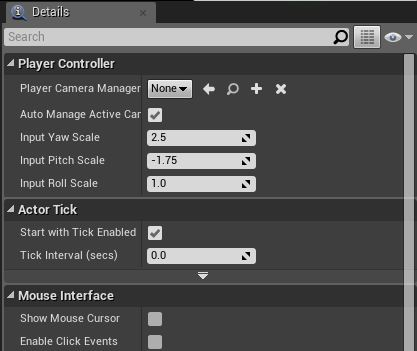 Details
Search
Player Controller
Player Camera Manager None
Auto Manage Active Car
Input Yaw Scale 2.5
Input Pitch Scale -1.75
Input Roll Scale 1.0
Actor Tick
Start with Tick Enabled
Tick Interval (secs) 0.0
Mouse Interface
Show Mouse Cursor
Enable Click Events